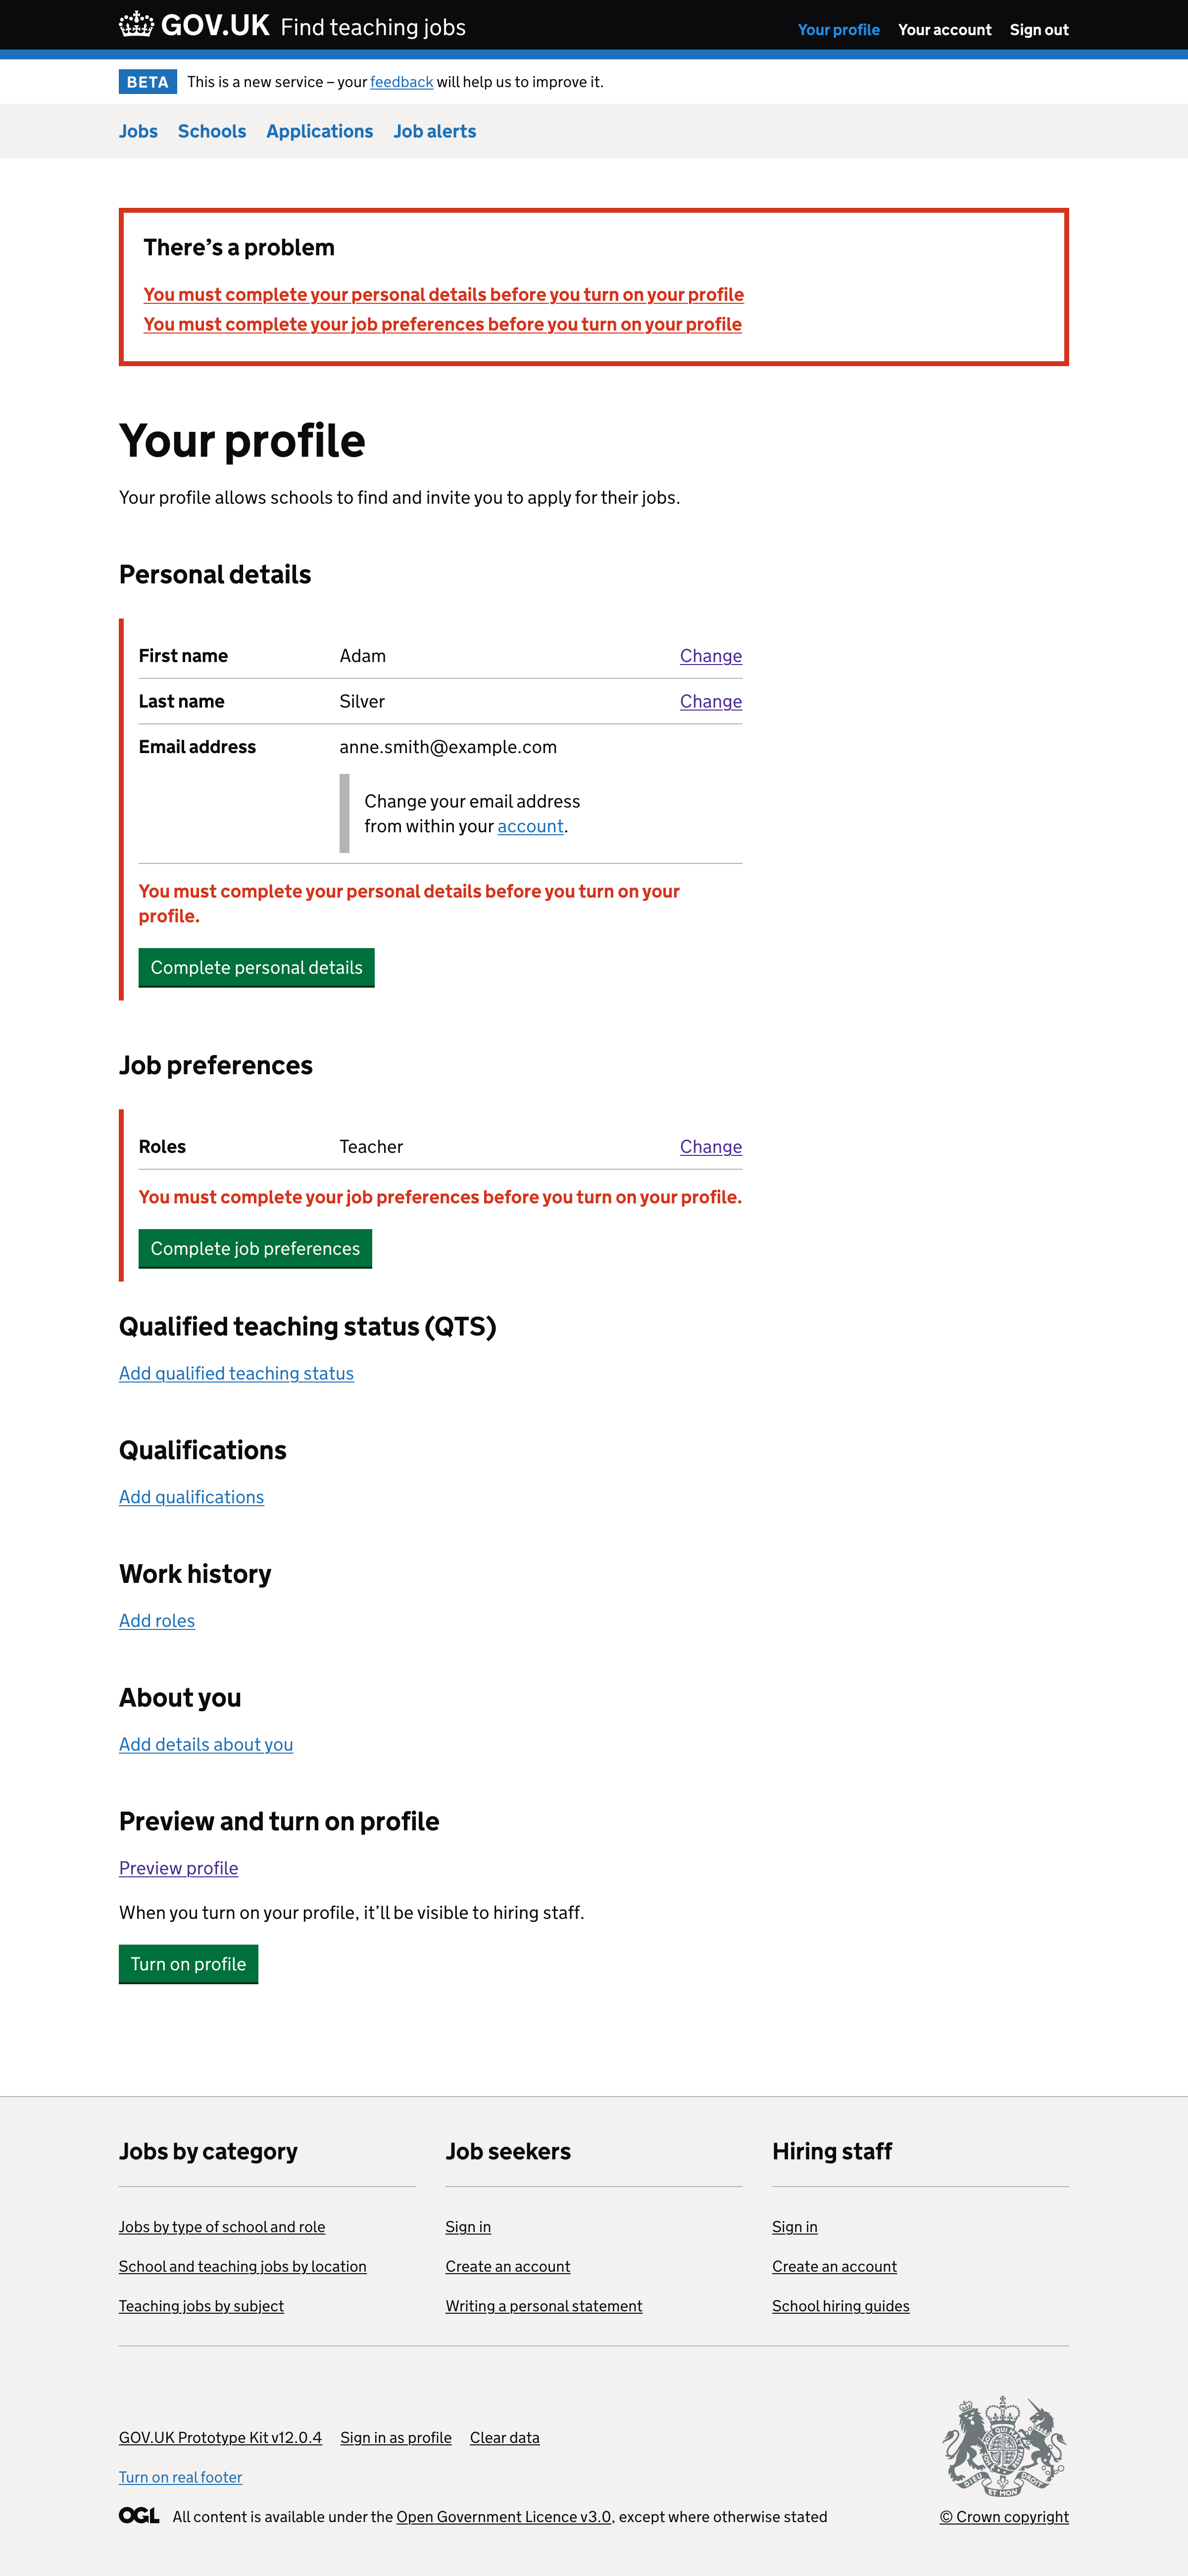 GOV.UK Find teaching jobs
Your profile Your account Sign out
BETA This is a new service – your feedback will help us to improve it.
Jobs Schools Applications Job alerts
There’s a problem
You must complete your personal details before you turn on your profile
You must complete your job preferences before you turn on your profile
Your profile
Your profile allows schools to find and invite you to apply for their jobs.
Personal details
First name Adam Change
Last name Silver Change
Email address anne.smith@example.com
Change your email address
from within your account.
You must complete your personal details before you turn on your
profile.
Complete personal details
Job preferences
Roles Teacher Change
You must complete your job preferences before you turn on your profile.
Complete job preferences
Qualified teaching status (QTS)
Add qualified teaching status
Qualifications
Add qualifications
Work history
Add roles
About you
Add details about you
Preview and turn on profile
Preview profile
When you turn on your profile, it’ll be visible to hiring staff.
Turn on profile
Jobs by category
Jobs by type of school and role
School and teaching jobs by location
Teaching jobs by subject
Job seekers
Sign in
Create an account
Writing a personal statement
Hiring staff
Sign in
Create an account
School hiring guides
GOV.UK Prototype Kit v12.0.4 Sign in as profile Clear data
Turn on real footer
OGL All content is available under the Open Government Licence v3.0, except where otherwise stated
© Crown copyright